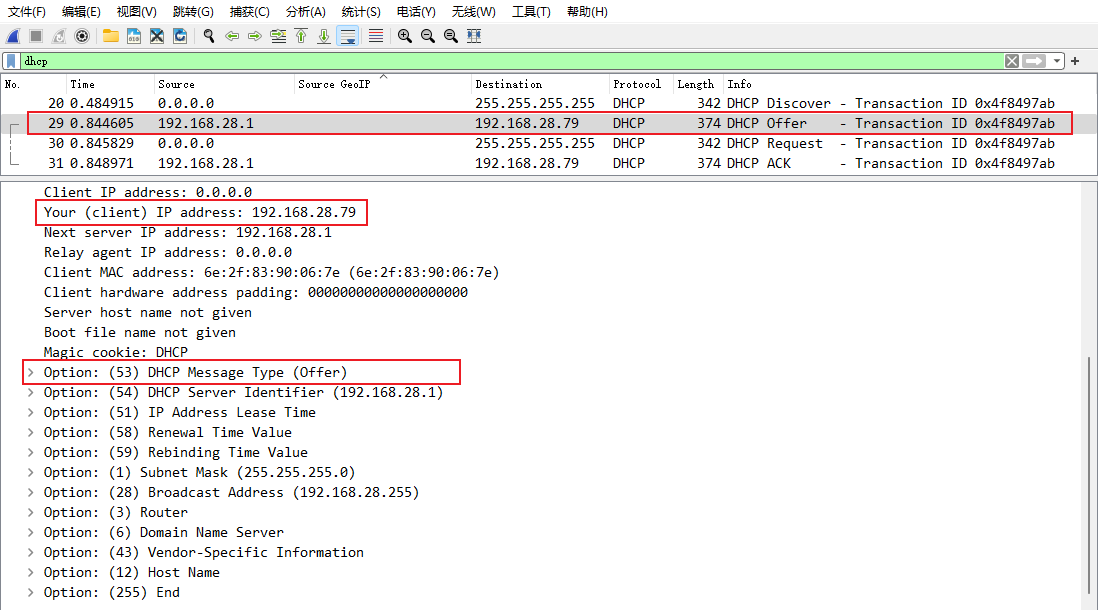 文件(F) 编辑(E) 视图(V) 跳转(G) 捕获(C) 分析(A) 统计(S) 电话(Y) 无线(W) 工具(T) 帮助(H)
dhcp
No. Time Source Source GeoIP Destination Protocol Length Info
20 0.484915 0.0.0.0 255.255.255.255 DHCP 342 DHCP Discover - Transaction ID 0x4f8497ab
29 0.844605 192.168.28.1 192.168.28.79 DHCP 374 DHCP Offer - Transaction ID 0x4f8497ab
30 0.845829 0.0.0.0 255.255.255.255 DHCP 342 DHCP Request - Transaction ID 0x4f8497ab
31 0.848971 192.168.28.1 192.168.28.79 DHCP 374 DHCP ACK - Transaction ID 0x4f8497ab
Client IP address: 0.0.0.0
Your (client) IP address: 192.168.28.79
Next server IP address: 192.168.28.1
Relay agent IP address: 0.0.0.0
Client MAC address: 6e:2f:83:90:06:7e (6e:2f:83:90:06:7e)
Client hardware address padding: 00000000000000000000
Server host name not given
Boot file name not given
Magic cookie: DHCP
Option: (53) DHCP Message Type (Offer)
Option: (54) DHCP Server Identifier (192.168.28.1)
Option: (51) IP Address Lease Time
Option: (58) Renewal Time Value
Option: (59) Rebinding Time Value
Option: (1) Subnet Mask (255.255.255.0)
Option: (28) Broadcast Address (192.168.28.255)
Option: (3) Router
Option: (6) Domain Name Server
Option: (43) Vendor-Specific Information
Option: (12) Host Name
Option: (255) End